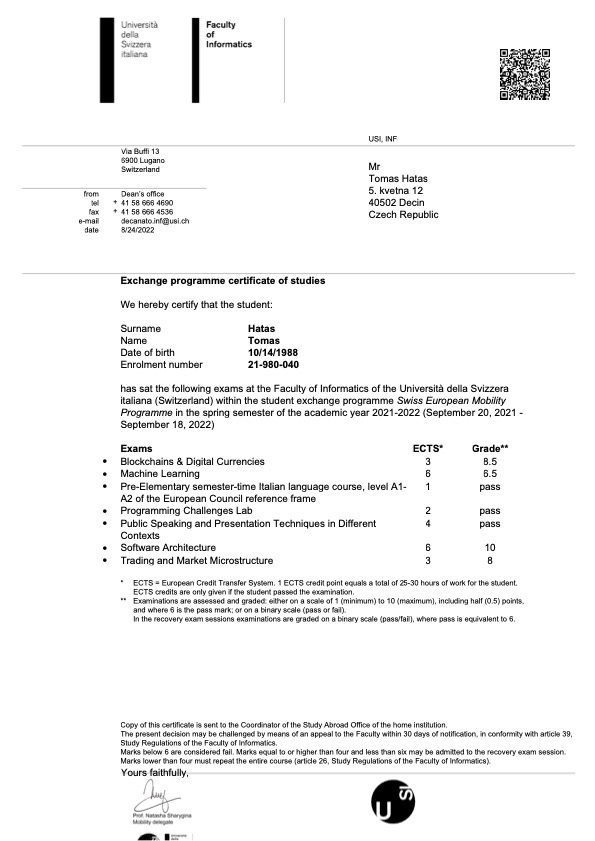 Università
della
Svizzera
italiana
Faculty
of
Informatics
USI, INF
Via Buffi 13
6900 Lugano
Switzerland
Mr
Tomas Hatas
5. kvetna 12
40502 Decin
Czech Republic
from Dean's office
tel + 41 58 666 4690
fax + 41 58 666 4536
e-mail decanato.inf@usi.ch
date 8/24/2022
Exchange programme certificate of studies
We hereby certify that the student:
Surname Hatas
Name Tomas
Date of birth 10/14/1988
Enrolment number 21-980-040
has sat the following exams at the Faculty of Informatics of the Università della Svizzera
italiana (Switzerland) within the student exchange programme Swiss European Mobility
Programme in the spring semester of the academic year 2021-2022 (September 20, 2021 -
September 18, 2022)
Exams ECTS* Grade**
• Blockchains & Digital Currencies 3 8.5
• Machine Learning 6 6.5
• Pre-Elementary semester-time Italian language course, level A1- 1 pass
A2 of the European Council reference frame
• Programming Challenges Lab 2 pass
• Public Speaking and Presentation Techniques in Different 4 pass
Contexts
• Software Architecture 6 10
• Trading and Market Microstructure 3 8
* ECTS = European Credit Transfer System. 1 ECTS credit point equals a total of 25-30 hours of work for the student.
ECTS credits are only given if the student passed the examination.
** Examinations are assessed and graded: either on a scale of 1 (minimum) to 10 (maximum), including half (0.5) points,
and where 6 is the pass mark; or on a binary scale (pass or fail).
In the recovery exam sessions examinations are graded on a binary scale (pass/fail), where pass is equivalent to 6.
Copy of this certificate is sent to the Coordinator of the Study Abroad Office of the home institution.
The present decision may be challenged by means of an appeal to the Faculty within 30 days of notification, in conformity with article 39,
Study Regulations of the Faculty of Informatics.
Marks below 6 are considered fail. Marks equal to or higher than four and less than six may be admitted to the recovery exam session.
Marks lower than four must repeat the entire course (article 26, Study Regulations of the Faculty of Informatics).
Yours faithfully,
Prof. Natasha Sharygina
Mobility delegate
USI